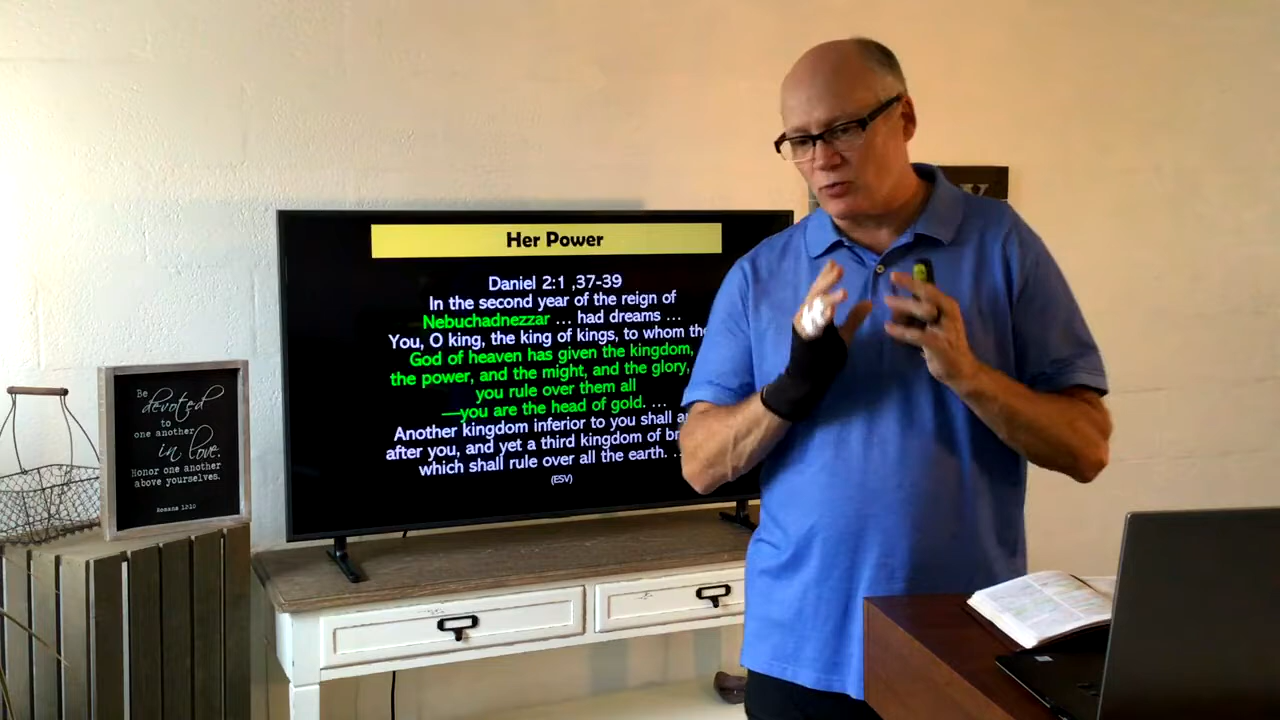 Her Power
Daniel 2:1 ,37-39
In the second year of the reign of
Nebuchadnezzar ... had dreams ...
You, O king, the king of kings, to whom the
God of heaven has given the kingdom,
the power, and the might, and the glory,
you rule over them all
—you are the head of gold. ...
Another kingdom inferior to you shall
after you, and yet a third kingdom of
which shall rule over all the earth. ...
(ESV)
Be
devoted
to
one another
in love.
Honor one another
above yourselves.
Romans 12:10
Y